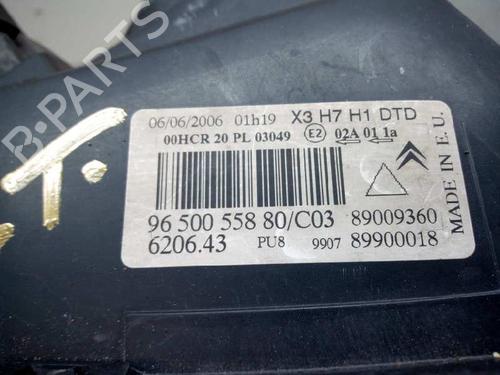 B-PARTS
06/06/2006 01h19 X3 H7 H1 DTD
00HCR 20 PL 03049 E2 02A 01 1a
96 500 558 80/C03 89009360
6206.43 PU8 9907 89900018
MADE IN E.U.
T.